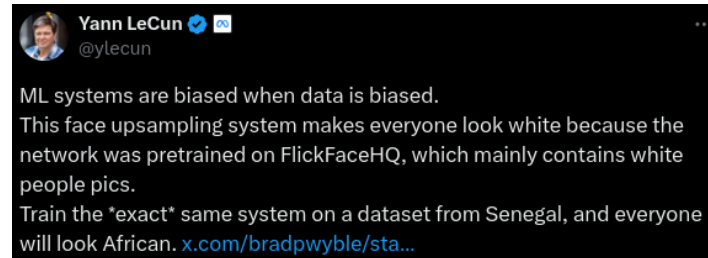 Yann LeCun
@ylecun
ML systems are biased when data is biased.
This face upsampling system makes everyone look white because the
network was pretrained on FlickFaceHQ, which mainly contains white
people pics.
Train the *exact* same system on a dataset from Senegal, and everyone
will look African. x.com/bradpwyble/sta...